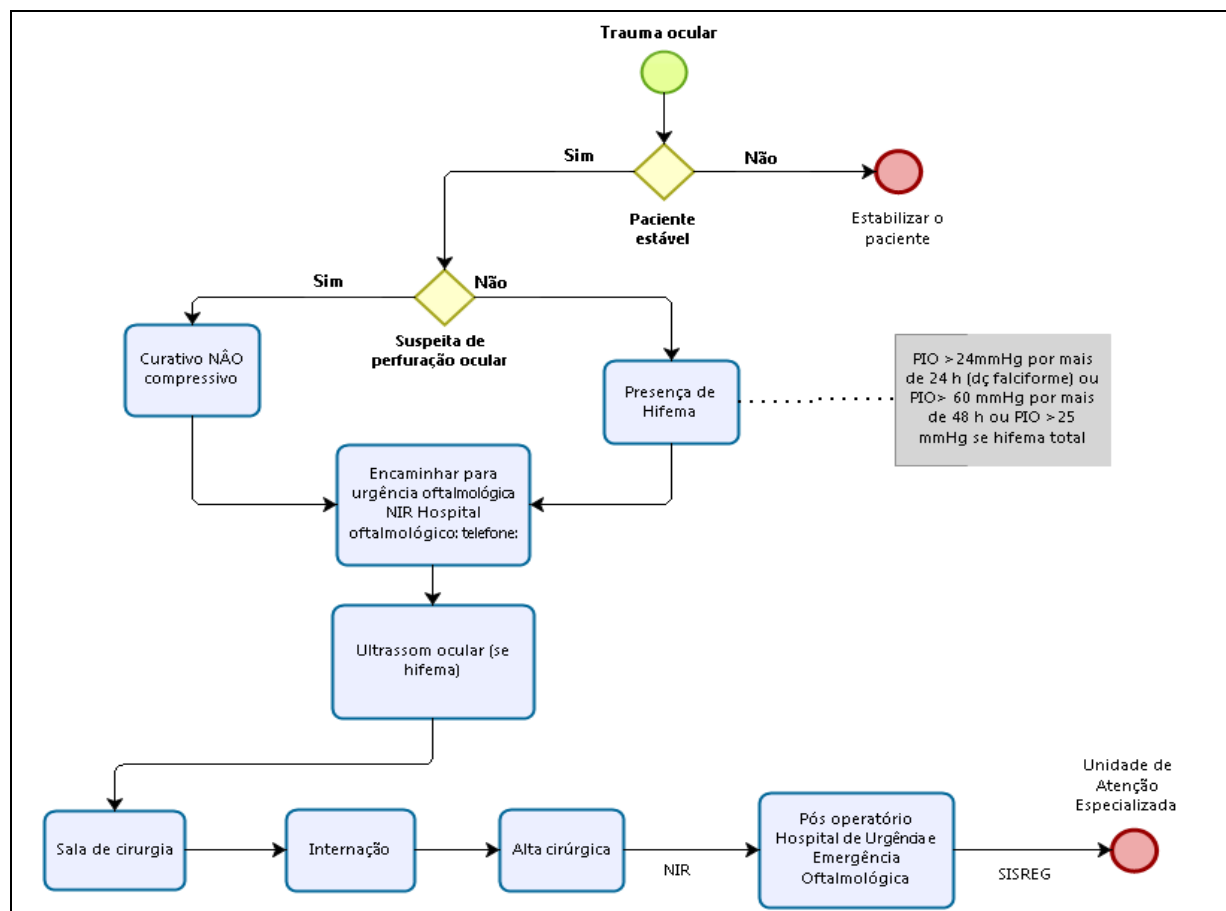 Trauma ocular
Sim
Não
Paciente
estável
Estabilizar o
paciente
Sim
Não
Suspeita de
perfuração ocular
Curativo NÂO
compressivo
Presença de
Hifema
PIO >24mmHg por mais
de 24 h (dç falciforme) ou
PIO> 60 mmHg por mais
de 48 h ou PIO >25
mmHg se hifema total
Encaminhar para
urgência oftalmológica
NIR Hospital
oftalmológico: telefone:
Ultrassom ocular (se
hifema)
Sala de cirurgia
Internação
Alta cirúrgica
NIR
Pós operatório
Hospital de Urgência e
Emergência
Oftalmológica
SISREG
Unidade de
Atenção
Especializada